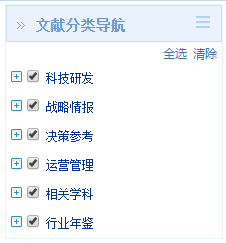 文献分类导航
全选 清除
科技研发
战略情报
决策参考
运营管理
相关学科
行业年鉴